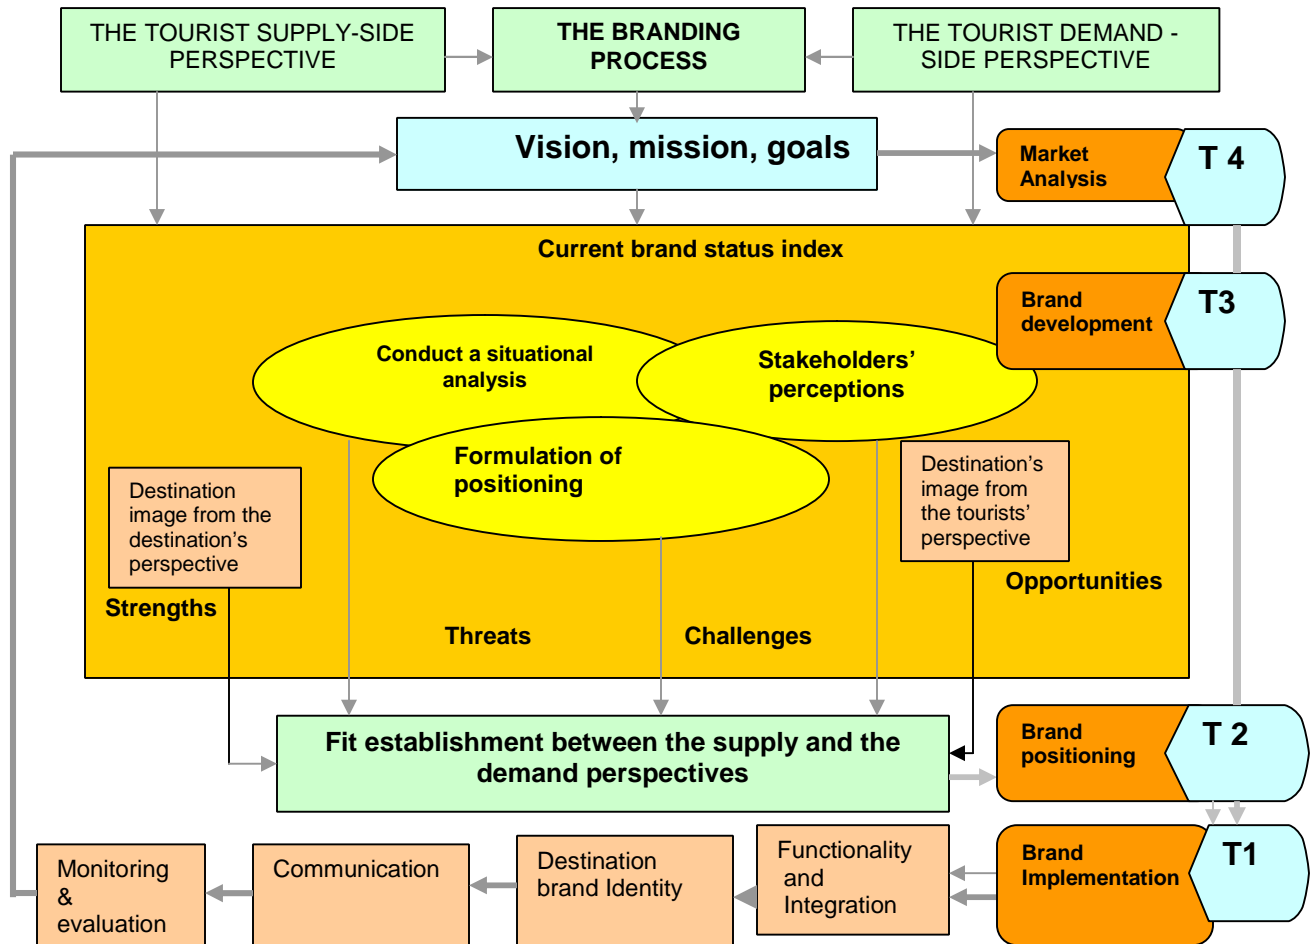 THE TOURIST SUPPLY-SIDE
PERSPECTIVE
THE BRANDING
PROCESS
THE TOURIST DEMAND -
SIDE PERSPECTIVE
Vision, mission, goals
Market
Analysis
T 4
Current brand status index
Brand
development
T3
Conduct a situational
analysis
Stakeholders’
perceptions
Formulation of
positioning
Destination
image from the
destination’s
perspective
Destination’s
image from
the tourists’
perspective
Strengths
Opportunities
Threats
Challenges
Fit establishment between the supply and the
demand perspectives
Brand
positioning
T 2
Monitoring
&
evaluation
Communication
Destination
brand Identity
Functionality
and
Integration
Brand
Implementation
T1